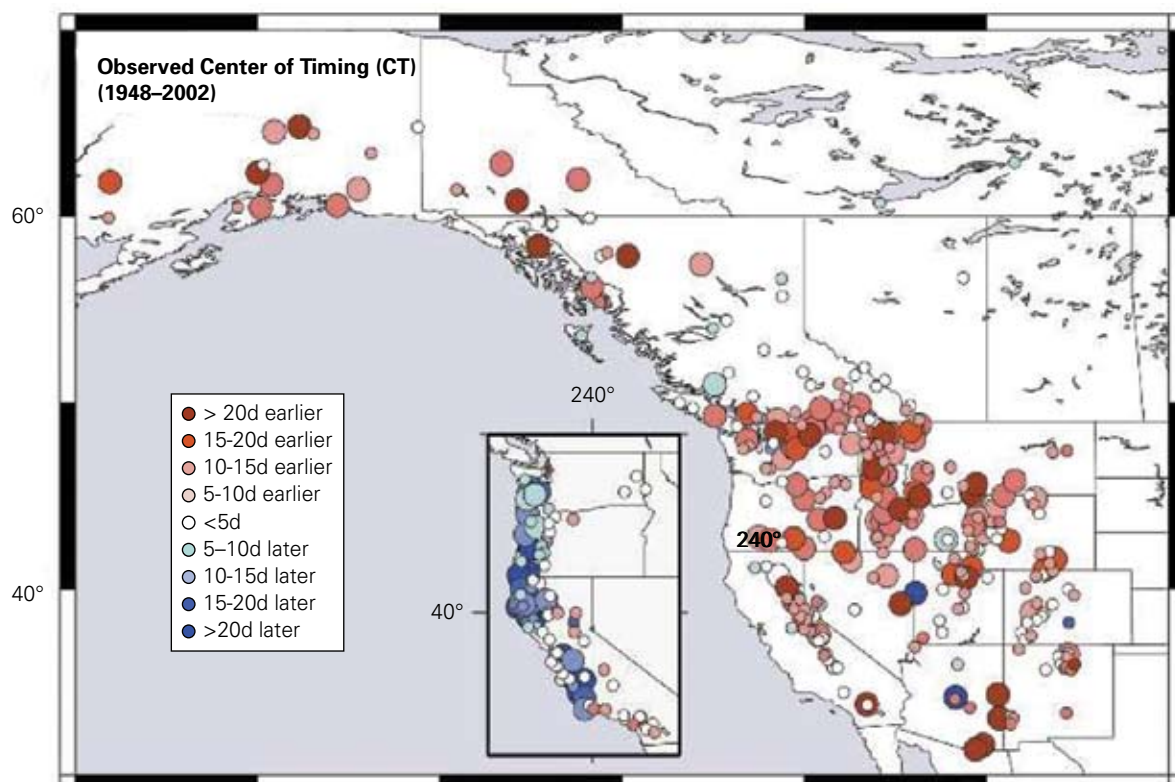 Observed Center of Timing (CT)
(1948–2002)
60°
240°
> 20d earlier
15-20d earlier
10-15d earlier
5-10d earlier
<5d
5–10d later
10-15d later
15-20d later
>20d later
240°
40°
40°